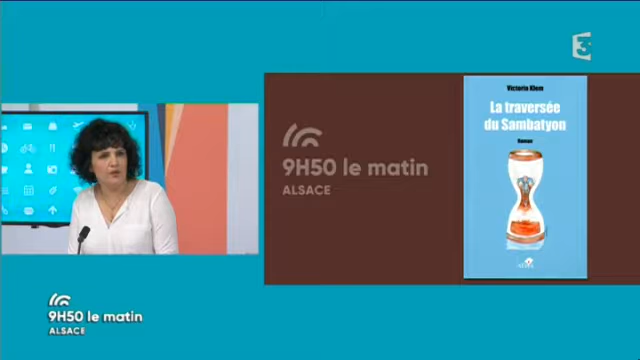 3
Victoria Klem
La traversée
du Sambatyon
Roman
9H50 le matin
ALSACE
9H50 le matin
ALSACE